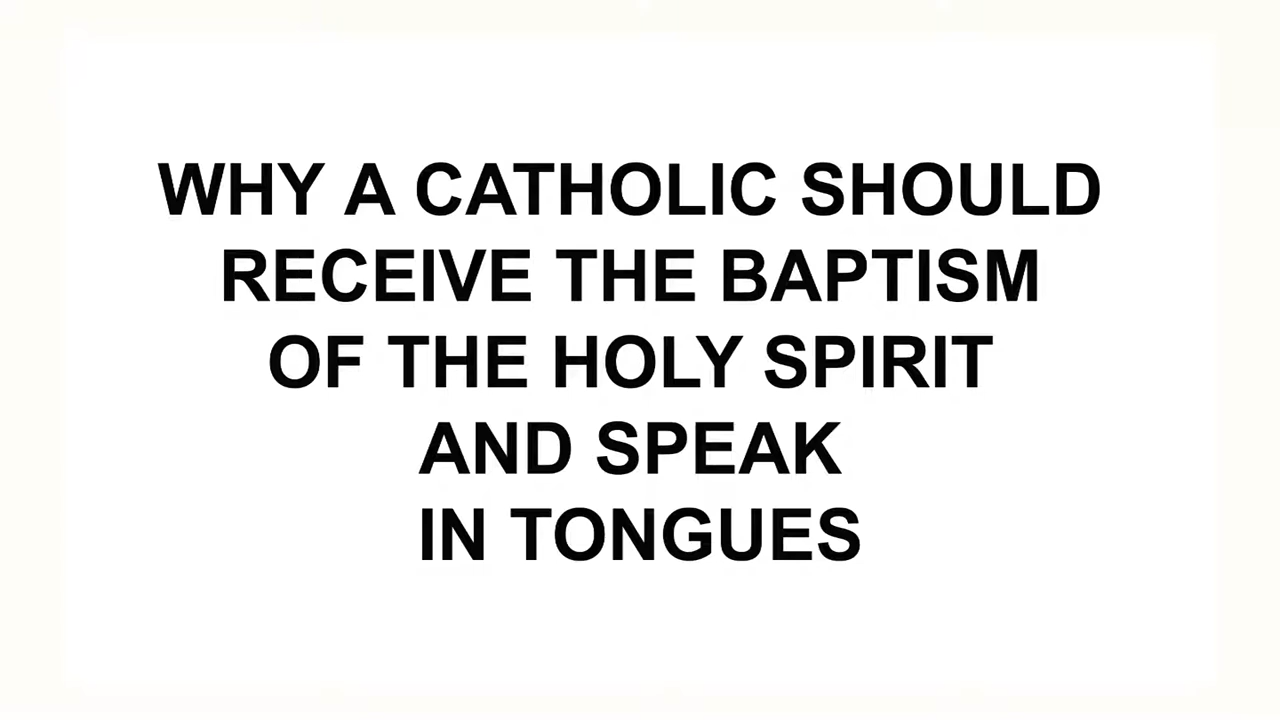 WHY A CATHOLIC SHOULD
RECEIVE THE BAPTISM
OF THE HOLY SPIRIT
AND SPEAK
IN TONGUES